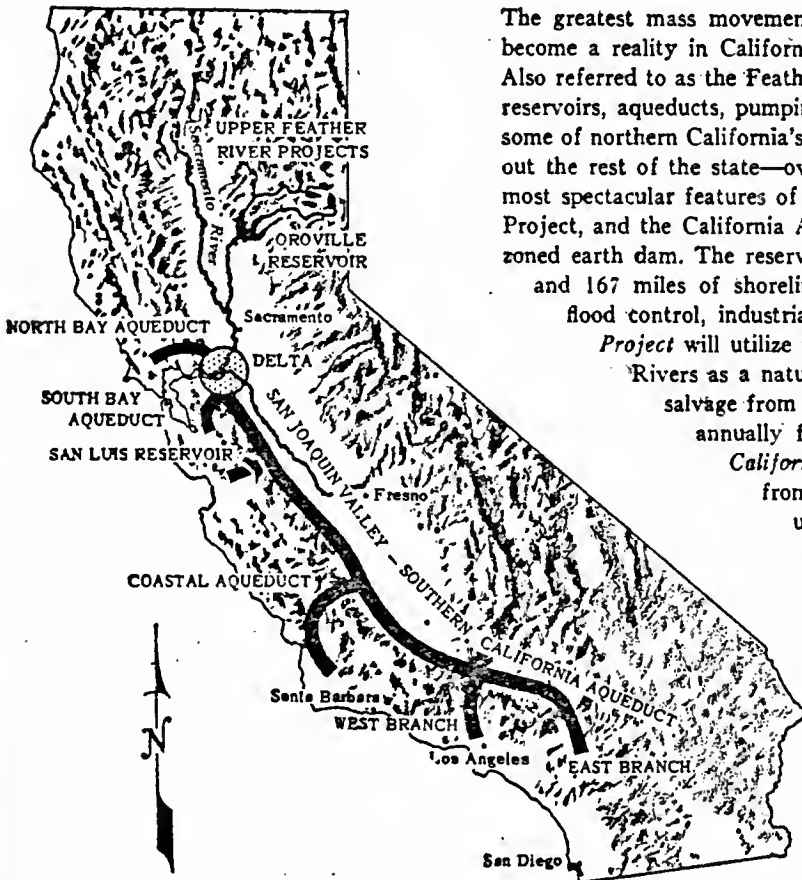 The greatest mass movement
become a reality in Californ
Also referred to as the Feath
reservoirs, aqueducts, pumpi
some of northern California's
out the rest of the state—ov
most spectacular features of
Project, and the California A
zoned earth dam. The reserv
and 167 miles of shoreli
flood control, industria
Project will utilize
Rivers as a natu
salvage from
annually f
Californ
from
u
UPPER FEATHER
RIVER PROJECTS
Sacramento River
OROVILLE
RESERVOIR
NORTH BAY AQUEDUCT
Sacramento
DELTA
SOUTH BAY
AQUEDUCT
SAN LUIS RESERVOIR
Fresno
SAN JOAQUIN VALLEY – SOUTHERN CALIFORNIA AQUEDUCT
COASTAL AQUEDUCT
Santa Barbara
WEST BRANCH
Los Angeles
EAST BRANCH
San Diego
N